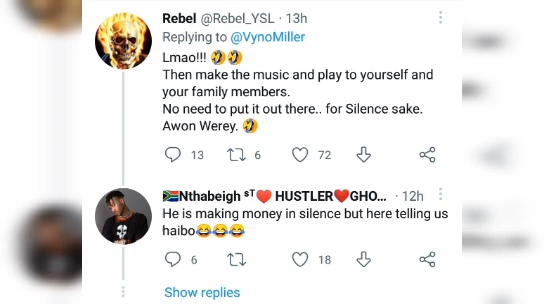 Rebel @Rebel_YSL · 13h
Replying to @VynoMiller
Lmao!!! 🤣🤣
Then make the music and play to yourself and
your family members.
No need to put it out there.. for Silence sake.
Awon Werey. 🤣
13 6 72
🇿🇦Nthabeigh ˢᵀ❤️ HUSTLER❤️GHO... · 12h
He is making money in silence but here telling us
haibo😂😂😂
6 18
Show replies